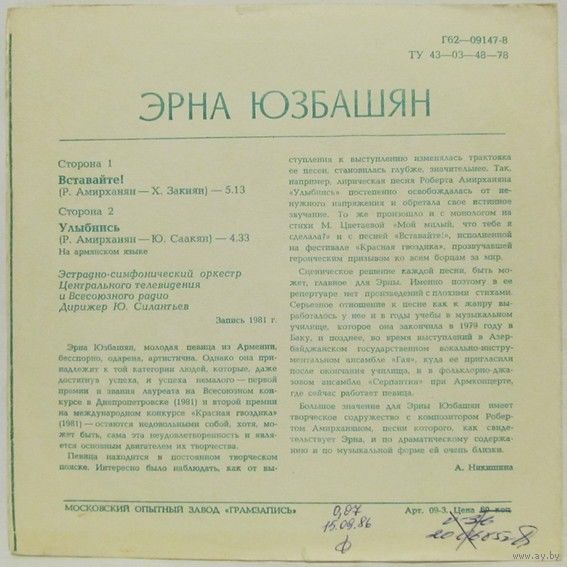 Г62—09147-8
ТУ 43—03—48—78
ЭРНА ЮЗБАШЯН
Сторона 1
Вставайте!
(Р. Амирханян — Х. Закиян) — 5.13
Сторона 2
Улыбнись
(Р. Амирханян — Ю. Саакян) — 4.33
На армянском языке
Эстрадно-симфонический оркестр
Центрального телевидения
и Всесоюзного радио
Дирижер Ю. Силантьев
Запись 1981 г.
Эрна Юзбашян, молодая певица из Армении,
бесспорно, одарена, артистична. Однако она при-
надлежит к той категории людей, которые, даже
достигнув успеха, и успеха немалого — первой
премии и звания лауреата на Всесоюзном кон-
курсе в Днепропетровске (1981) и второй премии
на международном конкурсе «Красная гвоздика»
(1981) — остаются недовольными собой, хотя, мо-
жет быть, сама эта неудовлетворенность и явля-
ется основным двигателем их творчества.
Певица находится в постоянном творческом
поиске. Интересно было наблюдать, как от вы-
ступления к выступлению изменялась трактовка
ее песен, становилась глубже, значительнее. Так,
например, лирическая песня Роберта Амирханяна
«Улыбнись» постепенно освобождалась от не-
нужного напряжения и обретала свое истинное
звучание. То же произошло и с монологом на
стихи М. Цветаевой «Мой милый, что тебе я
сделала?» и с песней «Вставайте!», исполненной
на фестивале «Красная гвоздика», прозвучавшей
героическим призывом ко всем борцам за мир.
Сценическое решение каждой песни, быть мо-
жет, главное для Эрны. Именно поэтому в ее
репертуаре нет произведений с плохими стихами.
Серьезное отношение к песне как к жанру вы-
работалось у нее и в годы учебы в музыкальном
училище, которое она закончила в 1979 году в
Баку, и позднее, во время выступлений в Азер-
байджанском государственном вокально-инстру-
ментальном ансамбле «Гая», куда ее пригласили
после окончания училища, и в фольклорно-джа-
зовом ансамбле «Серпантин» при Армконцерте,
где сейчас работает певица.
Большое значение для Эрны Юзбашян имеет
творческое содружество с композитором Робер-
том Амирханяном, песни которого, как свиде-
тельствует Эрна, и по драматическому содержа-
нию и по музыкальной форме ей очень близки.
А. Никишина
МОСКОВСКИЙ ОПЫТНЫЙ ЗАВОД «ГРАМЗАПИСЬ»
Арт. 09-3. Цена 80 коп
0,97
15.09.86
www.ay.by